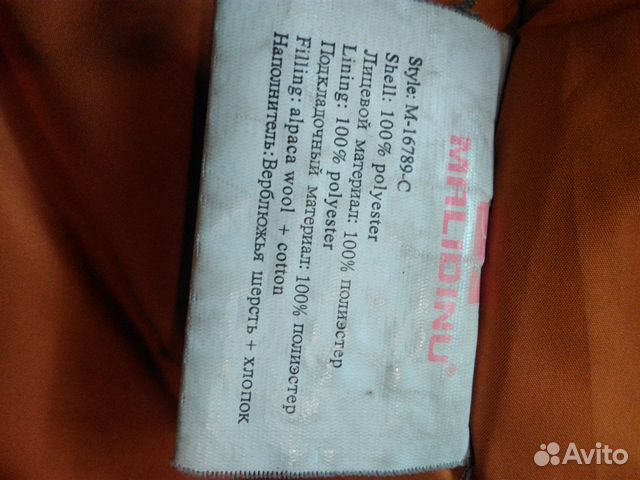 MALIDINU®
Style: M-16789-C
Shell: 100% polyester
Лицевой материал: 100% полиэстер
Lining: 100% polyester
Подкладочный материал: 100% полиэстер
Filling: alpaca wool + cotton
Наполнитель: Верблюжья шерсть + хлопок
Avito